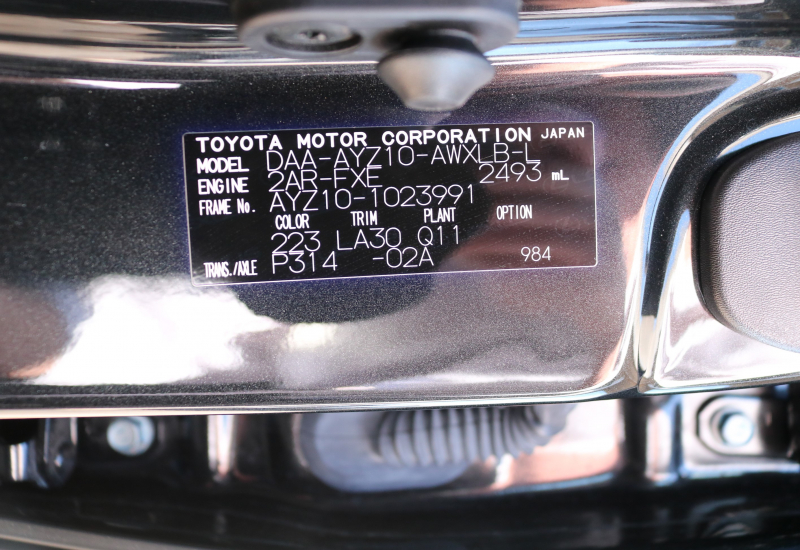 TOYOTA MOTOR CORPORATION JAPAN
MODEL DAA-AYZ10-AWXLB-L
ENGINE 2AR-FXE 2493 mL
FRAME No. AYZ10-1023991
COLOR TRIM PLANT OPTION
223 LA30 Q11
TRANS./AXLE P314 -02A 984